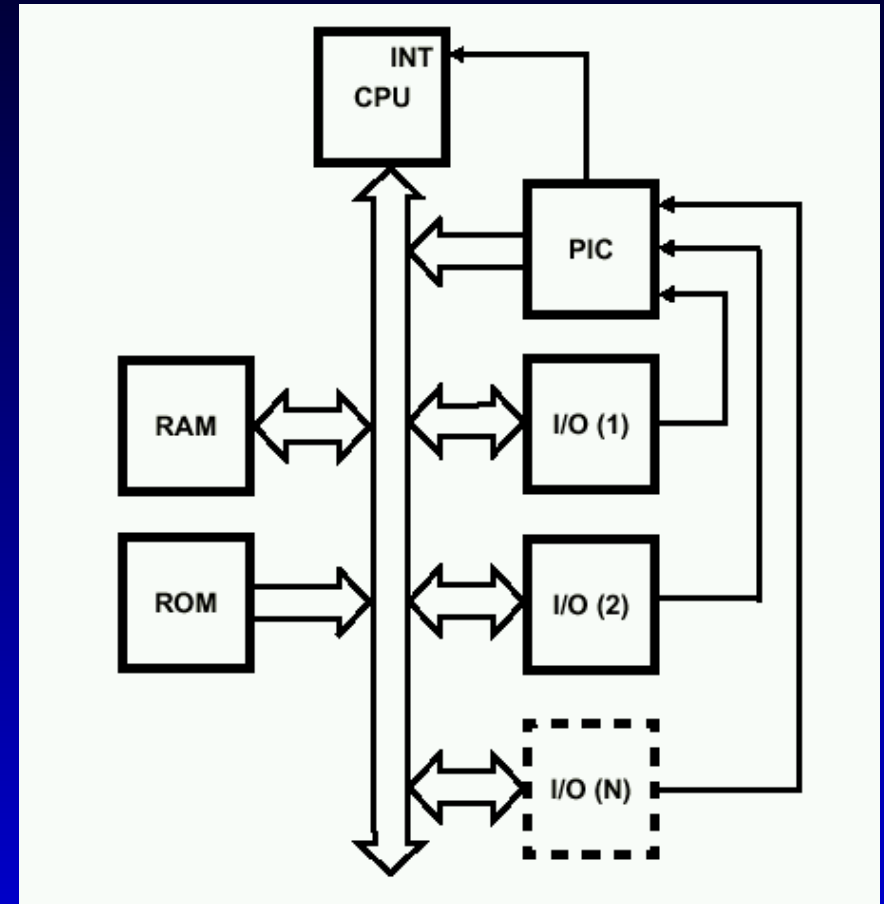 INT
CPU
PIC
RAM
I/O (1)
ROM
I/O (2)
I/O (N)